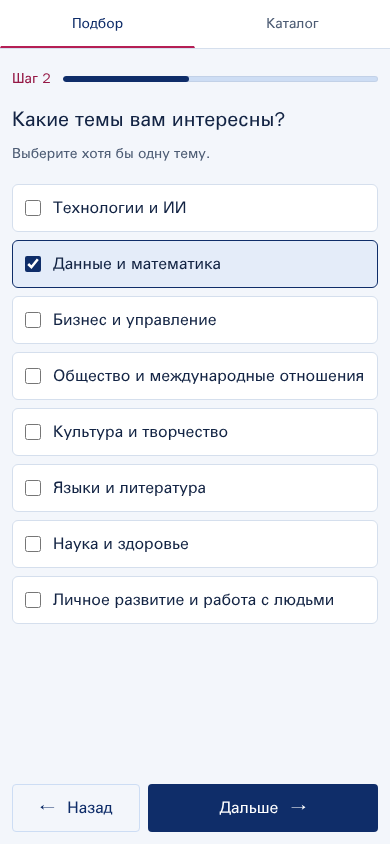 Подбор
Каталог
Шаг 2
Какие темы вам интересны?
Выберите хотя бы одну тему.
Технологии и ИИ
Данные и математика
Бизнес и управление
Общество и международные отношения
Культура и творчество
Языки и литература
Наука и здоровье
Личное развитие и работа с людьми
← Назад
Дальше →